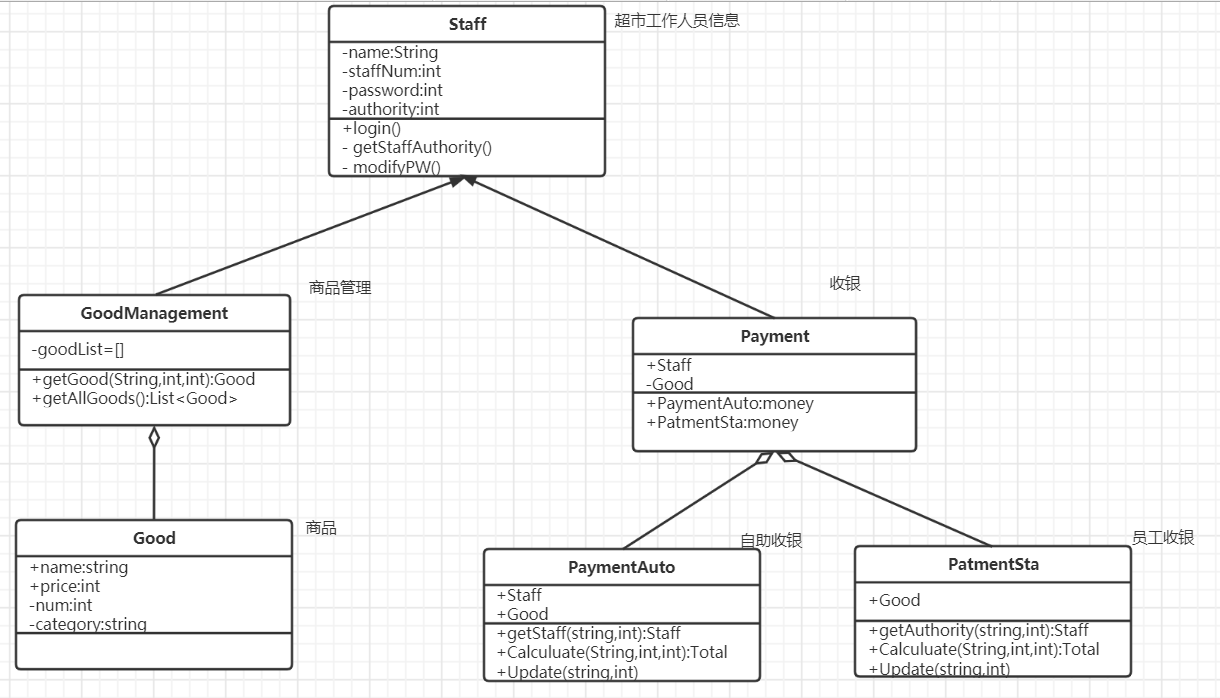 Staff
超市工作人员信息
-name:String
-staffNum:int
-password:int
-authority:int
+login()
- getStaffAuthority()
- modifyPW()
商品管理
GoodManagement
-goodList=[]
+getGood(String,int,int):Good
+getAllGoods():List<Good>
收银
Payment
+Staff
-Good
+PaymentAuto:money
+PatmentSta:money
商品
Good
+name:string
+price:int
-num:int
-category:string
自助收银
PaymentAuto
+Staff
+Good
+getStaff(string,int):Staff
+Calculuate(String,int,int):Total
+Update(string,int)
员工收银
PatmentSta
+Good
+getAuthority(string,int):Staff
+Calculuate(String,int,int):Total
+Update(string,int)